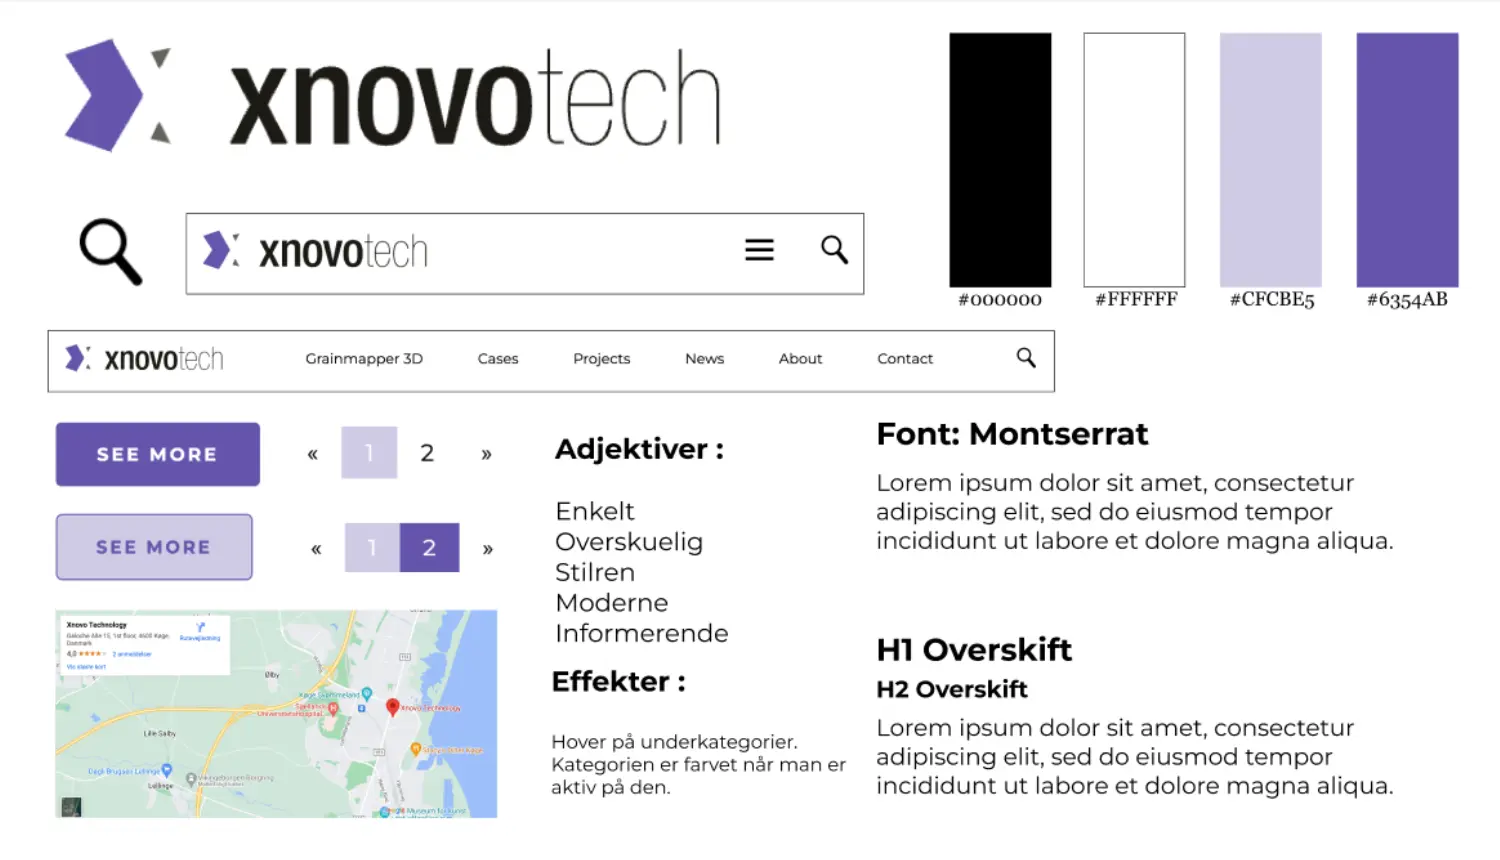 xnovotech
#000000
#FFFFFF
#CFCBE5
#6354AB
xnovotech
xnovotech
Grainmapper 3D
Cases
Projects
News
About
Contact
SEE MORE
« 1 2 »
SEE MORE
« 1 2 »
Adjektiver :
Enkelt
Overskuelig
Stilren
Moderne
Informerende
Effekter :
Hover på underkategorier.
Kategorien er farvet når man er
aktiv på den.
Font: Montserrat
Lorem ipsum dolor sit amet, consectetur
adipiscing elit, sed do eiusmod tempor
incididunt ut labore et dolore magna aliqua.
H1 Overskift
H2 Overskift
Lorem ipsum dolor sit amet, consectetur
adipiscing elit, sed do eiusmod tempor
incididunt ut labore et dolore magna aliqua.
Xnovo Technology
15, 1st floor, 4600 Køge,
Danmark
Rutevejledning
4,0
2 anmeldelser
Vis større kort
Ølby
Køge Svømmeland
Sjællands
Universitetshospital
Xnovo Technology
Lille Salby
Lellinge
Vikingeborgen Borgring
Museum